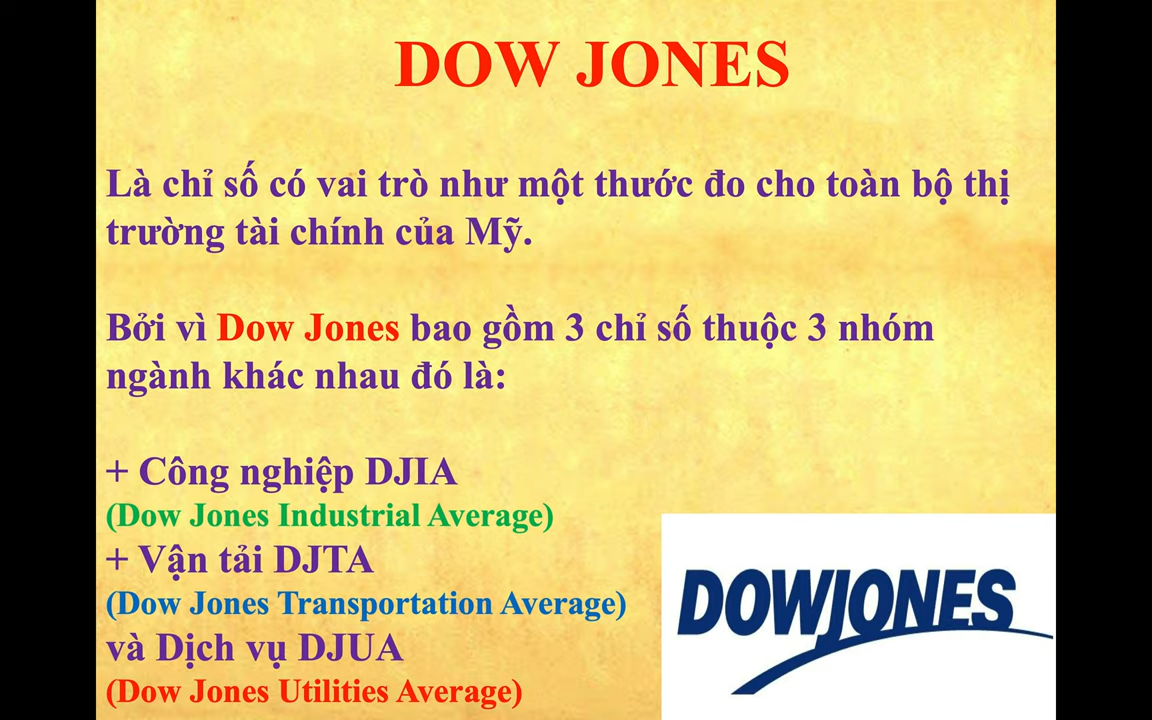 DOW JONES
Là chỉ số có vai trò như một thước đo cho toàn bộ thị
trường tài chính của Mỹ.
Bởi vì Dow Jones bao gồm 3 chỉ số thuộc 3 nhóm
ngành khác nhau đó là:
+ Công nghiệp DJIA
(Dow Jones Industrial Average)
+ Vận tải DJTA
(Dow Jones Transportation Average)
và Dịch vụ DJUA
(Dow Jones Utilities Average)
DOWJONES